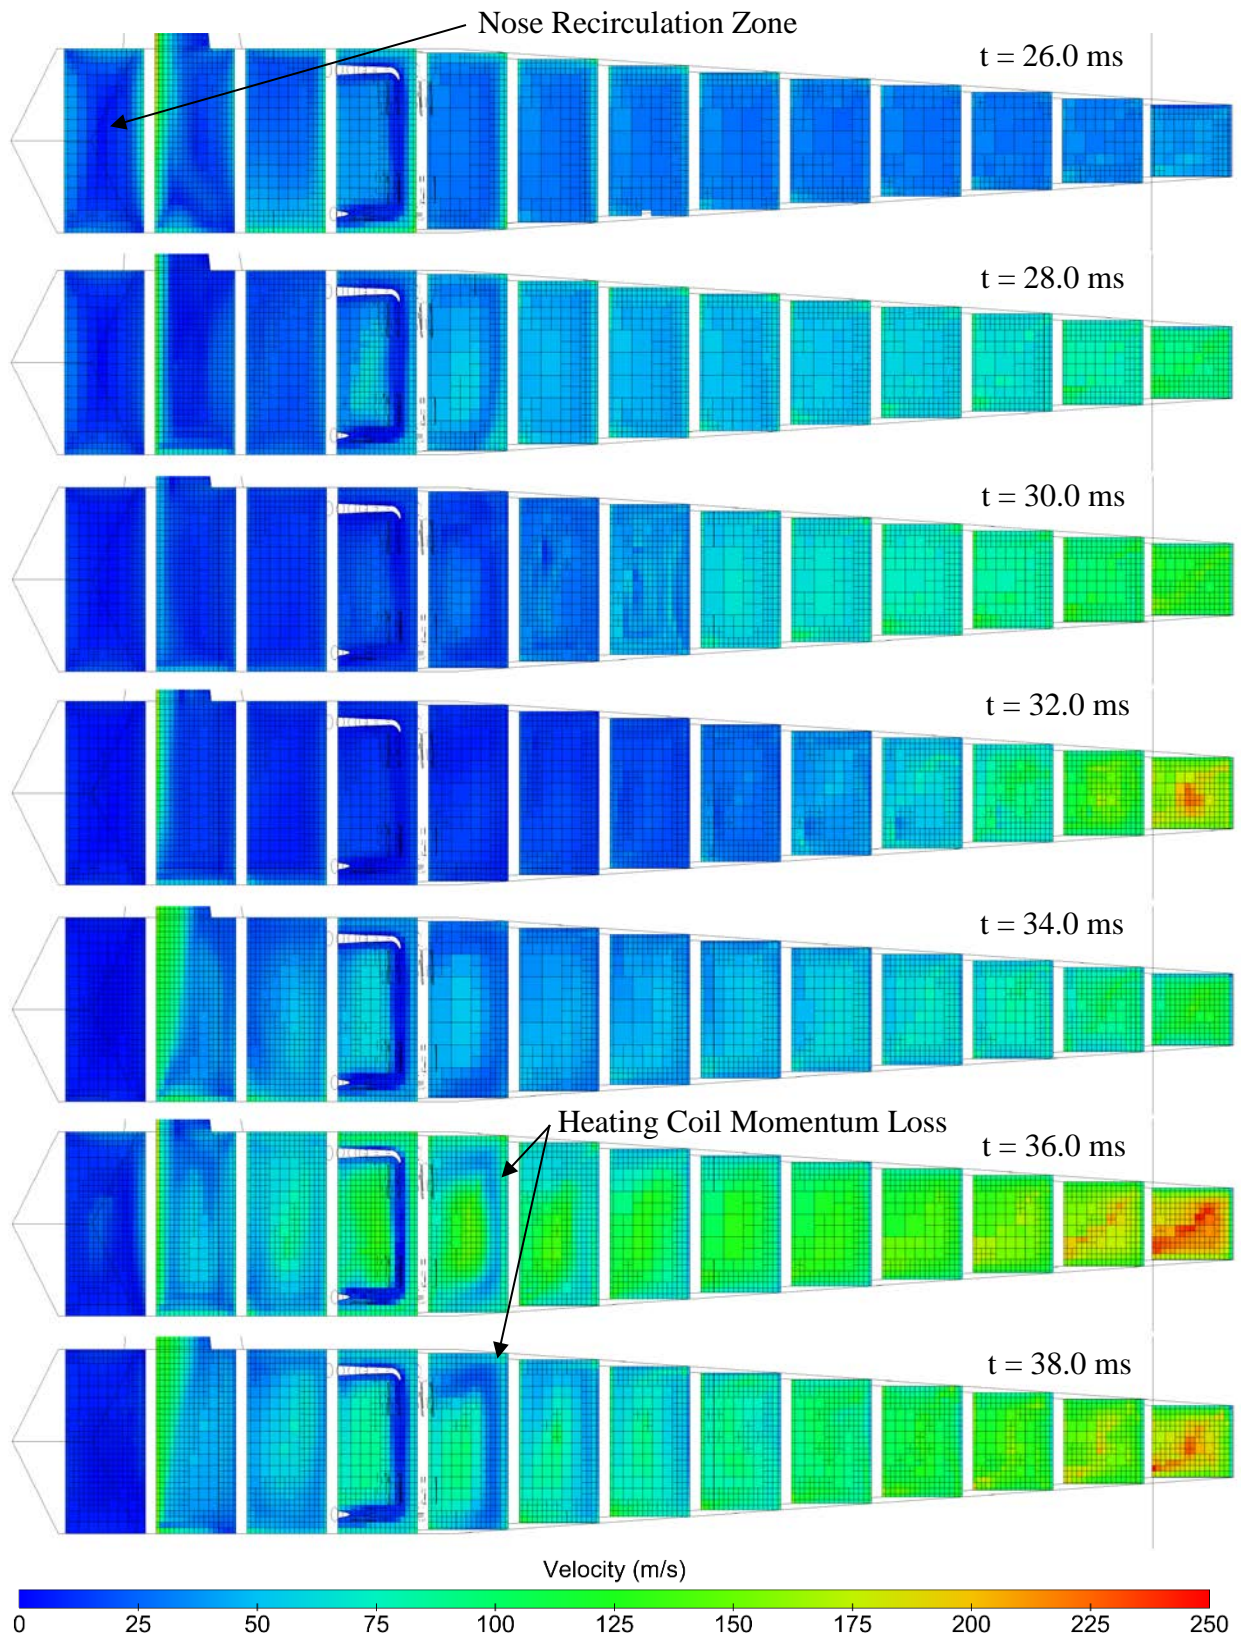 Nose Recirculation Zone
t = 26.0 ms
t = 28.0 ms
t = 30.0 ms
t = 32.0 ms
t = 34.0 ms
Heating Coil Momentum Loss
t = 36.0 ms
t = 38.0 ms
Velocity (m/s)
0 25 50 75 100 125 150 175 200 225 250